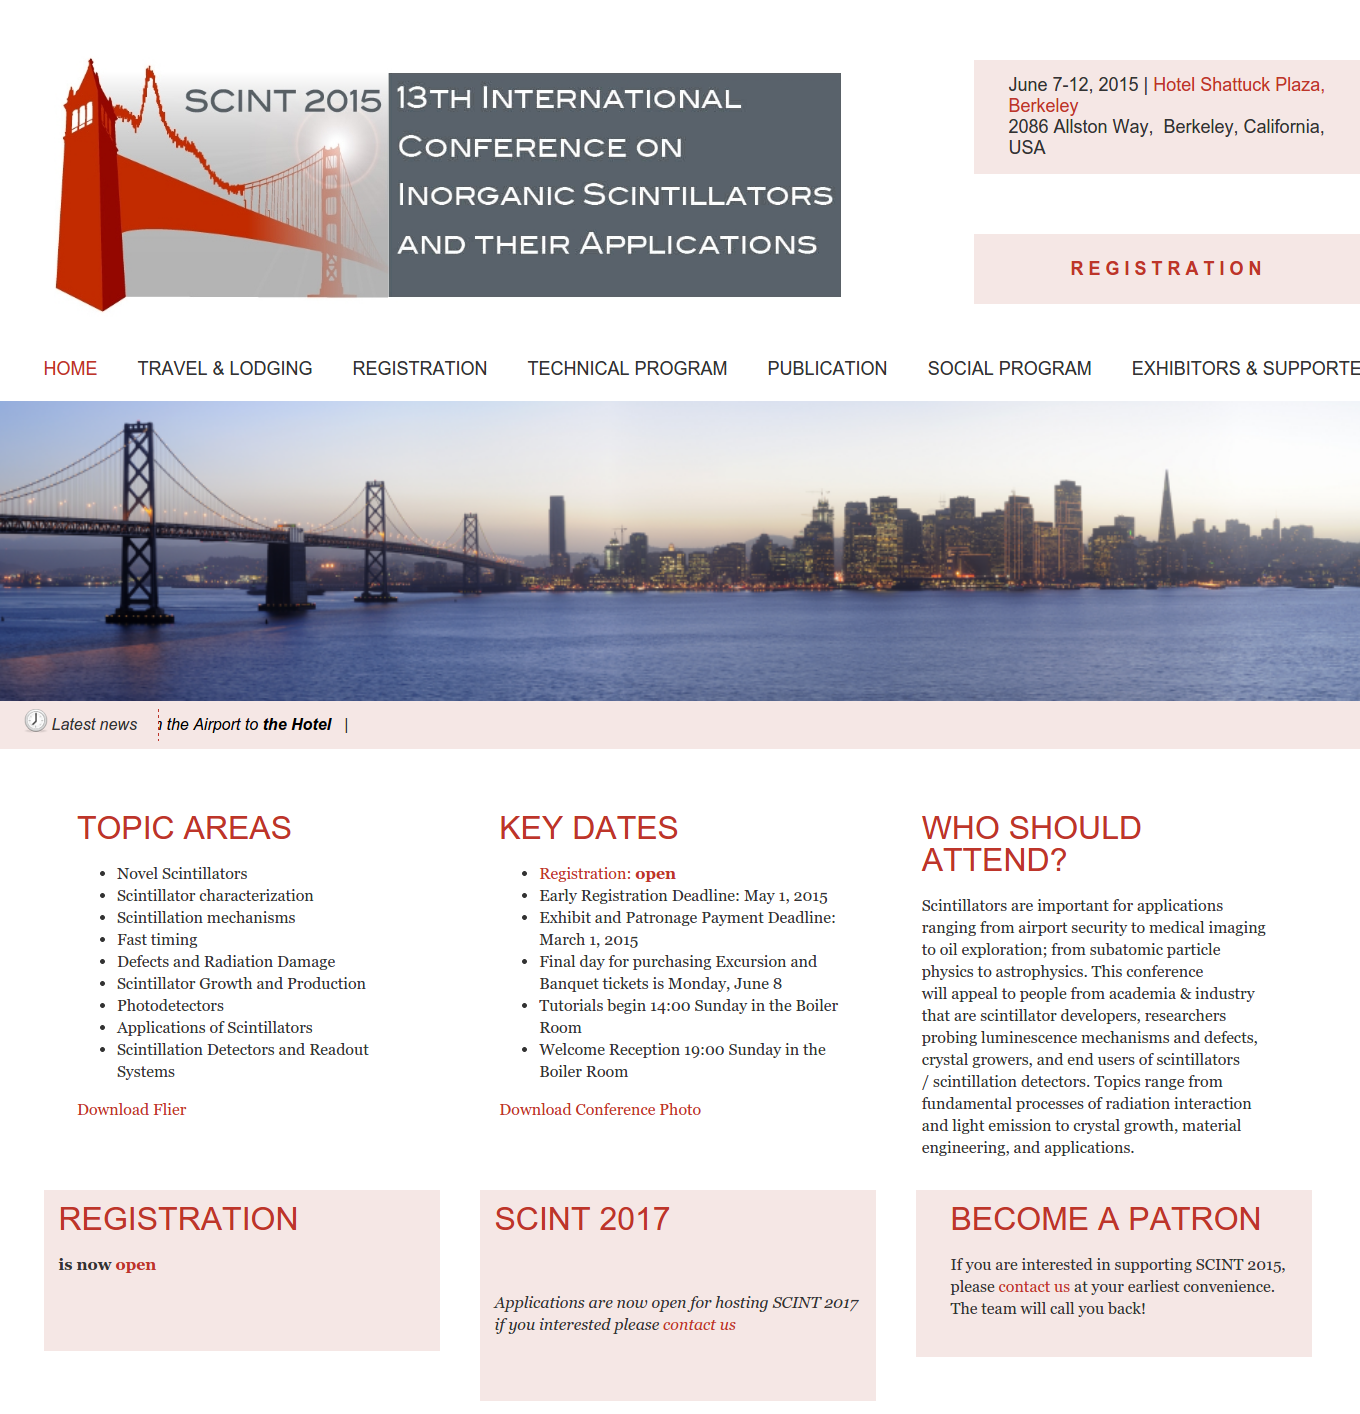 SCINT 2015
13TH INTERNATIONAL
CONFERENCE ON
INORGANIC SCINTILLATORS
AND THEIR APPLICATIONS
June 7-12, 2015 | Hotel Shattuck Plaza,
Berkeley
2086 Allston Way,  Berkeley, California,
USA
REGISTRATION
HOME TRAVEL & LODGING REGISTRATION TECHNICAL PROGRAM PUBLICATION SOCIAL PROGRAM EXHIBITORS & SUPPORTE
Latest news the Airport to the Hotel |
TOPIC AREAS
• Novel Scintillators
• Scintillator characterization
• Scintillation mechanisms
• Fast timing
• Defects and Radiation Damage
• Scintillator Growth and Production
• Photodetectors
• Applications of Scintillators
• Scintillation Detectors and Readout
Systems
Download Flier
KEY DATES
• Registration: open
• Early Registration Deadline: May 1, 2015
• Exhibit and Patronage Payment Deadline:
March 1, 2015
• Final day for purchasing Excursion and
Banquet tickets is Monday, June 8
• Tutorials begin 14:00 Sunday in the Boiler
Room
• Welcome Reception 19:00 Sunday in the
Boiler Room
Download Conference Photo
WHO SHOULD
ATTEND?
Scintillators are important for applications
ranging from airport security to medical imaging
to oil exploration; from subatomic particle
physics to astrophysics. This conference
will appeal to people from academia & industry
that are scintillator developers, researchers
probing luminescence mechanisms and defects,
crystal growers, and end users of scintillators
/ scintillation detectors. Topics range from
fundamental processes of radiation interaction
and light emission to crystal growth, material
engineering, and applications.
REGISTRATION
is now open
SCINT 2017
Applications are now open for hosting SCINT 2017
if you interested please contact us
BECOME A PATRON
If you are interested in supporting SCINT 2015,
please contact us at your earliest convenience.
The team will call you back!